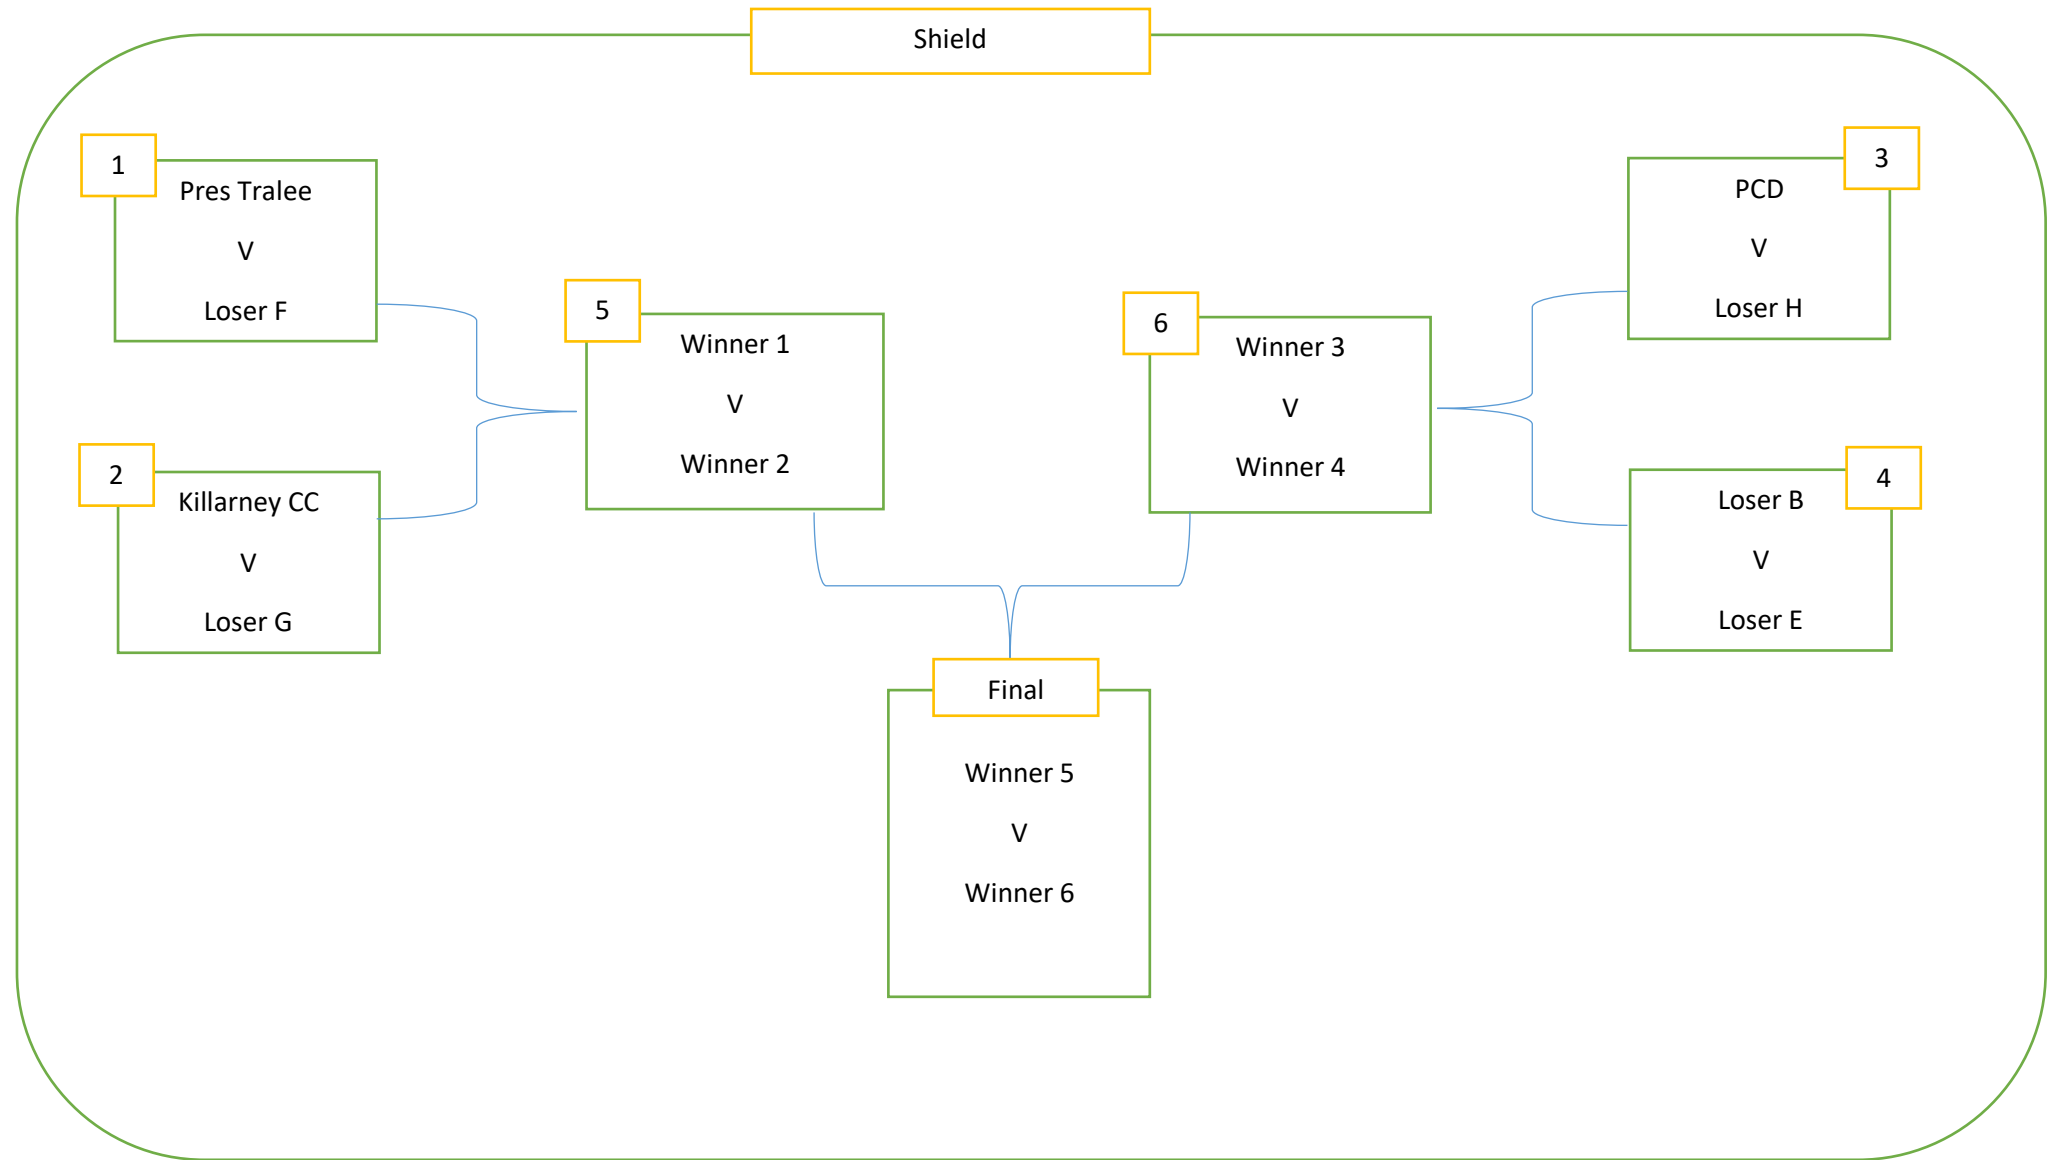 Shield
1
Pres Tralee
V
Loser F
2
Killarney CC
V
Loser G
5
Winner 1
V
Winner 2
6
Winner 3
V
Winner 4
3
PCD
V
Loser H
4
Loser B
V
Loser E
Final
Winner 5
V
Winner 6